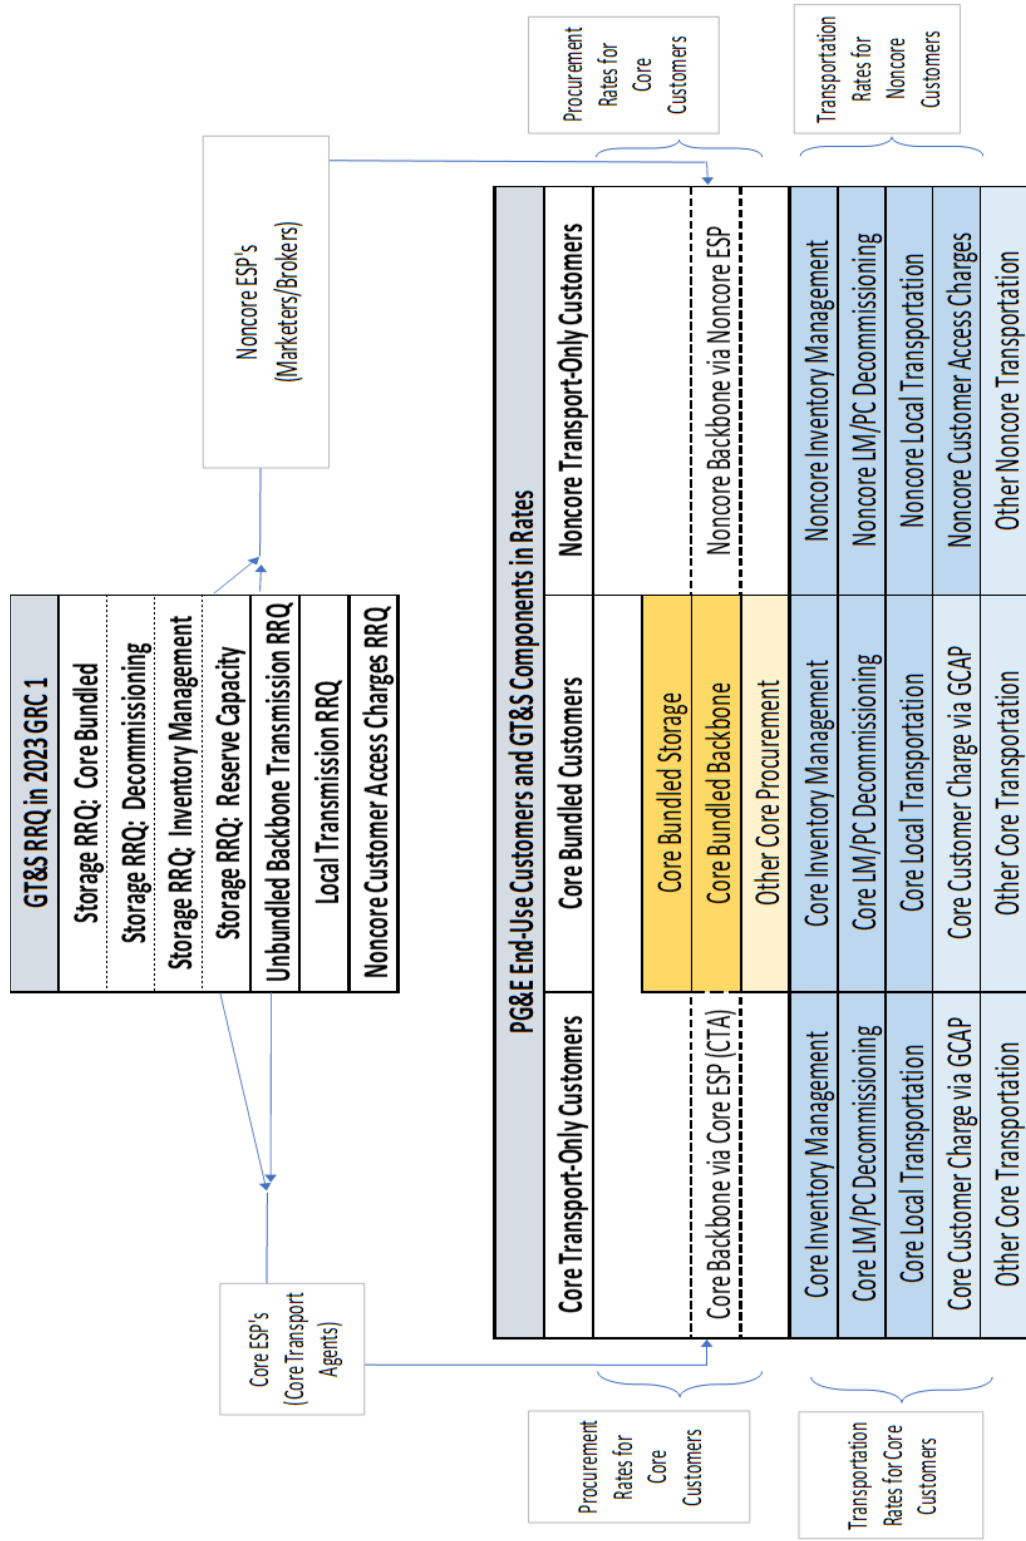 GT&S RRQ in 2023 GRC 1
Storage RRQ: Core Bundled
Storage RRQ: Decommissioning
Storage RRQ: Inventory Management
Storage RRQ: Reserve Capacity
Unbundled Backbone Transmission RRQ
Local Transmission RRQ
Noncore Customer Access Charges RRQ
Core ESP's
(Core Transport
Agents)
Noncore ESP's
(Marketers/Brokers)
PG&E End-Use Customers and GT&S Components in Rates
Core Transport-Only Customers
Core Bundled Customers
Noncore Transport-Only Customers
Core Bundled Storage
Core Backbone via Core ESP (CTA)
Core Bundled Backbone
Noncore Backbone via Noncore ESP
Other Core Procurement
Core Inventory Management
Core Inventory Management
Noncore Inventory Management
Core LM/PC Decommissioning
Core LM/PC Decommissioning
Noncore LM/PC Decommissioning
Core Local Transportation
Core Local Transportation
Noncore Local Transportation
Core Customer Charge via GCAP
Core Customer Charge via GCAP
Noncore Customer Access Charges
Other Core Transportation
Other Core Transportation
Other Noncore Transportation
Procurement
Rates for
Core
Customers
Transportation
Rates for Core
Customers
Procurement
Rates for
Core
Customers
Transportation
Rates for
Noncore
Customers